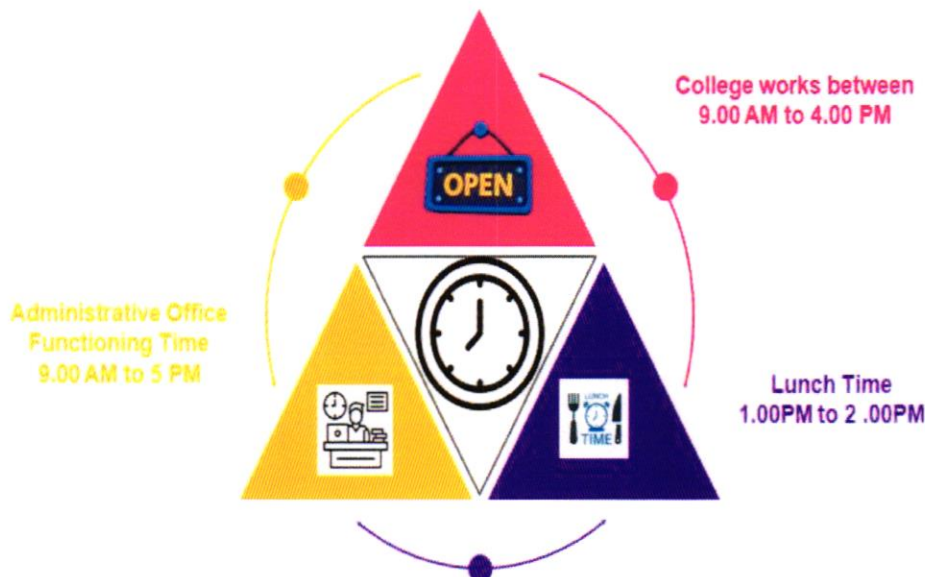 College works between
9.00 AM to 4.00 PM
OPEN
Administrative Office
Functioning Time
9.00 AM to 5 PM
LUNCH
TIME
Lunch Time
1.00PM to 2 .00PM